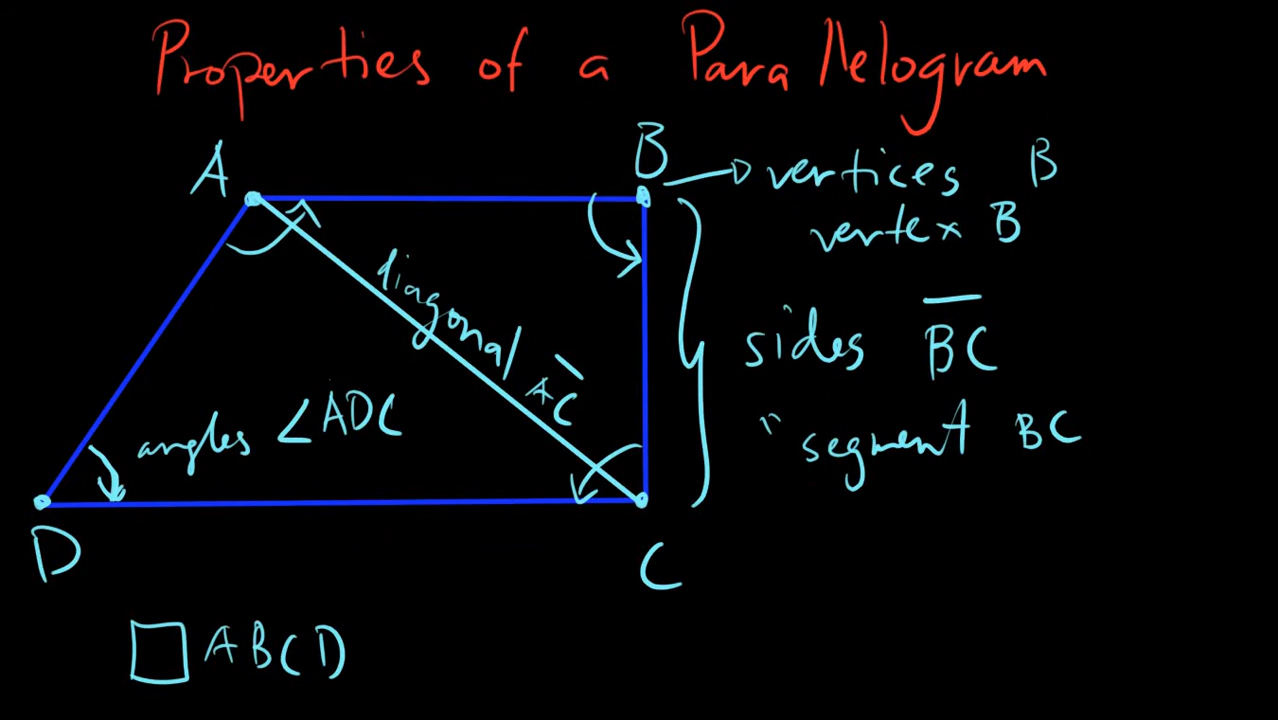 Properties of a Parallelogram
A
B
vertices B
vertex B
diagonal AC
sides BC
" segment BC
angles ∠ADC
D
C
□ABCD